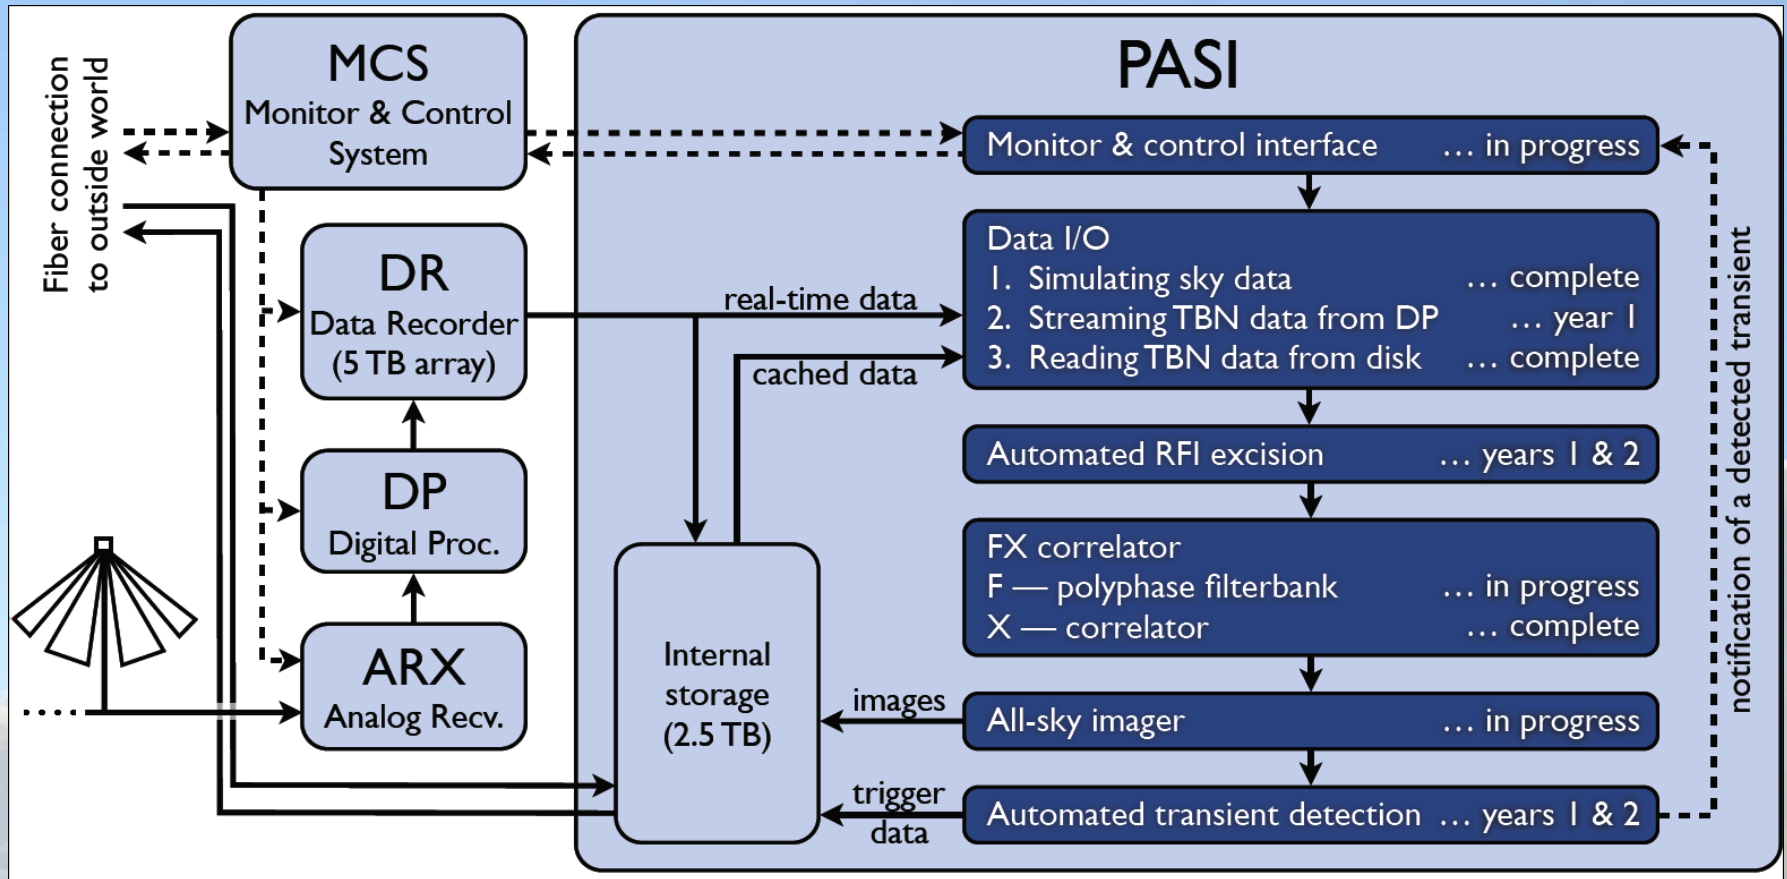 Fiber connection
to outside world
MCS
Monitor & Control
System
DR
Data Recorder
(5 TB array)
DP
Digital Proc.
ARX
Analog Recv.
PASI
Monitor & control interface … in progress
Data I/O
1. Simulating sky data … complete
2. Streaming TBN data from DP … year 1
3. Reading TBN data from disk … complete
Automated RFI excision … years 1 & 2
FX correlator
F — polyphase filterbank … in progress
X — correlator … complete
All-sky imager … in progress
Automated transient detection … years 1 & 2
real-time data
cached data
Internal
storage
(2.5 TB)
images
trigger
data
notification of a detected transient